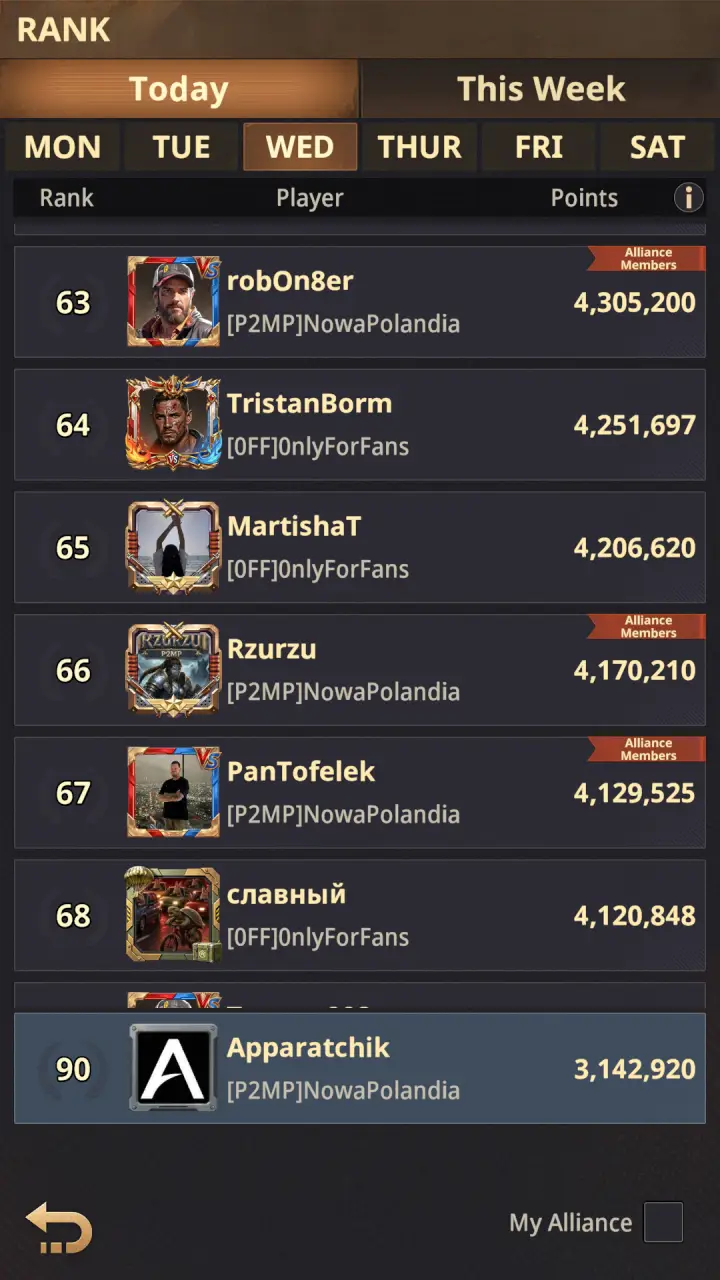 RANK
Today
This Week
MON
TUE
WED
THUR
FRI
SAT
Rank
Player
Points
i
Alliance
Members
63
robOn8er
[P2MP]NowaPolandia
4,305,200
64
TristanBorm
[0FF]0nlyForFans
4,251,697
65
MartishaT
[0FF]0nlyForFans
4,206,620
Alliance
Members
66
RZURZU
P2MP
Rzurzu
[P2MP]NowaPolandia
4,170,210
Alliance
Members
67
PanTofelek
[P2MP]NowaPolandia
4,129,525
68
славный
[0FF]0nlyForFans
4,120,848
90
Apparatchik
[P2MP]NowaPolandia
3,142,920
My Alliance